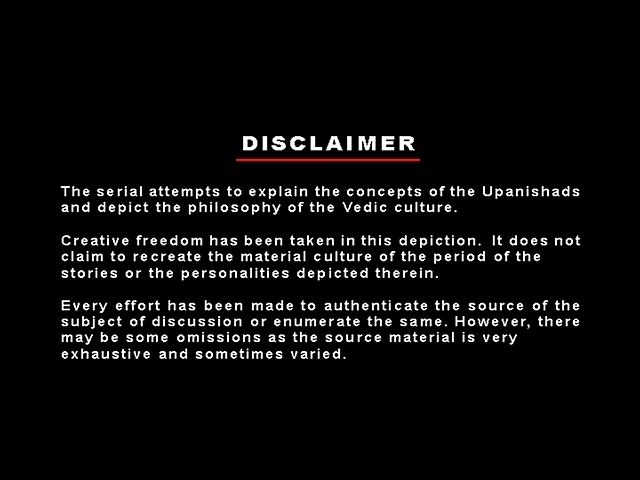 DISCLAIMER
The serial attempts to explain the concepts of the Upanishads
and depict the philosophy of the Vedic culture.
Creative freedom has been taken in this depiction. It does not
claim to recreate the material culture of the period of the
stories or the personalities depicted therein.
Every effort has been made to authenticate the source of the
subject of discussion or enumerate the same. However, there
may be some omissions as the source material is very
exhaustive and sometimes varied.